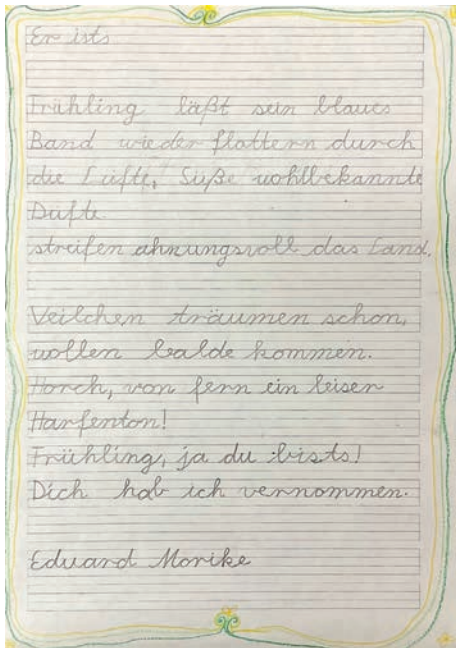 Er ists
Frühling läßt sein blaues
Band wieder flattern durch
die Lüfte, Süße wohlbekannte
Düfte
streifen ahnungsvoll das Land.
Veilchen träumen schon,
wollen balde kommen.
Horch, von fern ein leiser
Harfenton!
Frühling, ja du bists!
Dich hab ich vernommen.
Eduard Morike